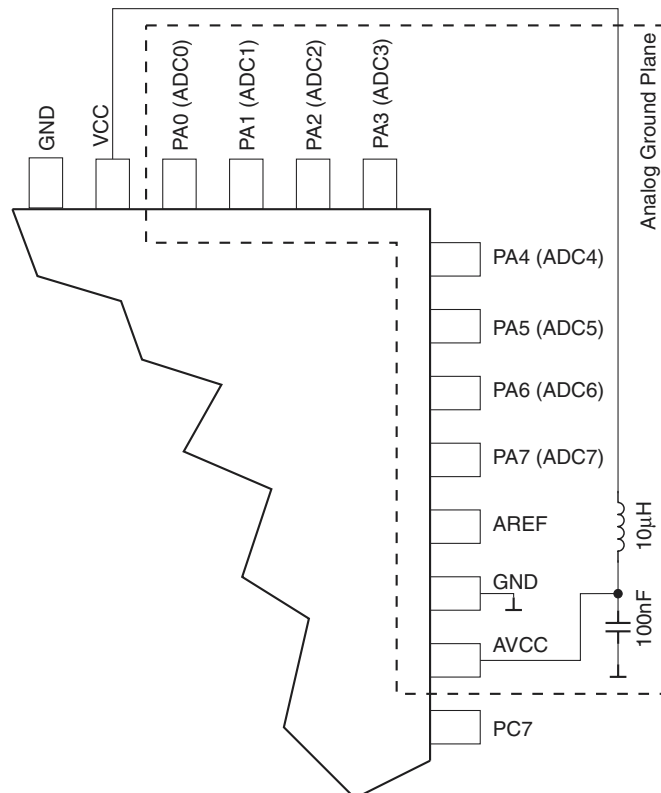 GND
VCC
PA0 (ADC0)
PA1 (ADC1)
PA2 (ADC2)
PA3 (ADC3)
Analog Ground Plane
PA4 (ADC4)
PA5 (ADC5)
PA6 (ADC6)
PA7 (ADC7)
AREF
10μH
GND
AVCC
100nF
PC7